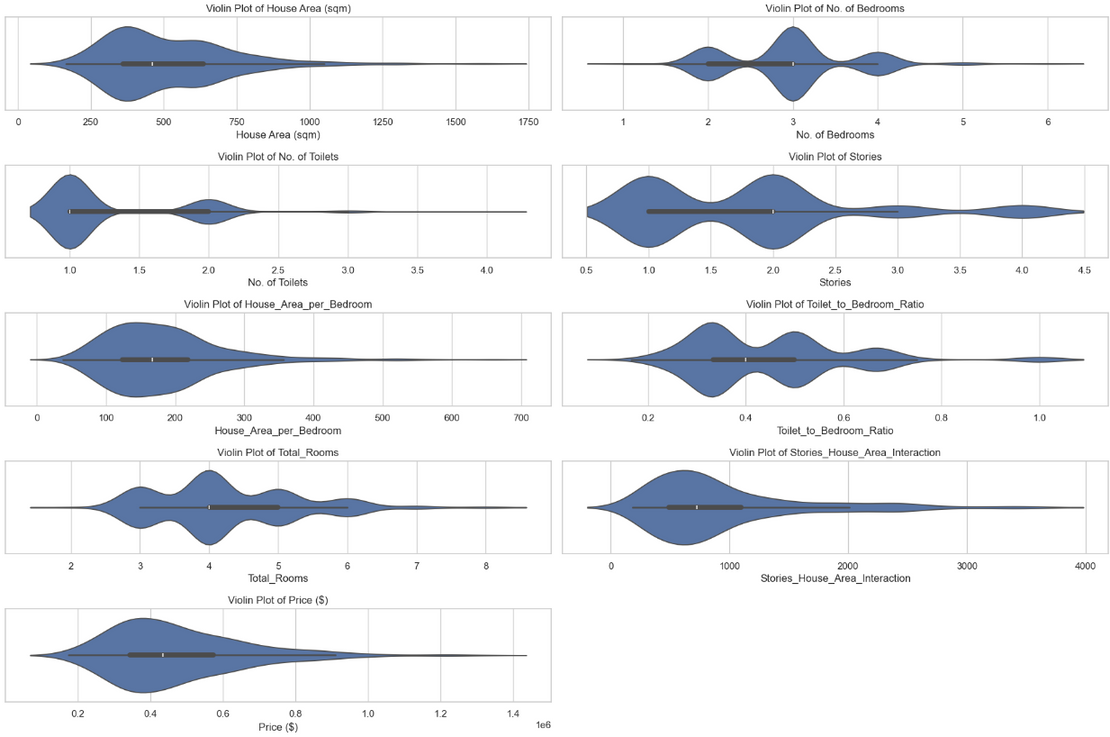 Violin Plot of House Area (sqm)
0 250 500 750 1000 1250 1500 1750
House Area (sqm)
Violin Plot of No. of Bedrooms
1 2 3 4 5 6
No. of Bedrooms
Violin Plot of No. of Toilets
1.0 1.5 2.0 2.5 3.0 3.5 4.0
No. of Toilets
Violin Plot of Stories
0.5 1.0 1.5 2.0 2.5 3.0 3.5 4.0 4.5
Stories
Violin Plot of House_Area_per_Bedroom
0 100 200 300 400 500 600 700
House_Area_per_Bedroom
Violin Plot of Toilet_to_Bedroom_Ratio
0.2 0.4 0.6 0.8 1.0
Toilet_to_Bedroom_Ratio
Violin Plot of Total_Rooms
2 3 4 5 6 7 8
Total_Rooms
Violin Plot of Stories_House_Area_Interaction
0 1000 2000 3000 4000
Stories_House_Area_Interaction
Violin Plot of Price ($)
0.2 0.4 0.6 0.8 1.0 1.2 1.4
1e6
Price ($)